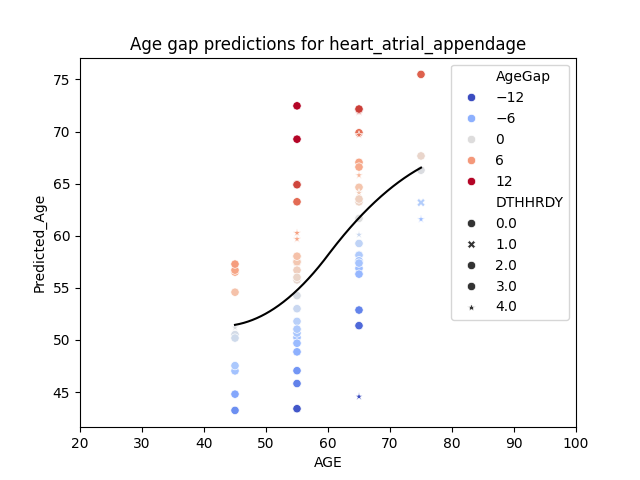 Age gap predictions for heart_atrial_appendage
Predicted_Age
75
70
65
60
55
50
45
20 30 40 50 60 70 80 90 100
AGE
AgeGap
−12
−6
0
6
12
DTHHRDY
0.0
1.0
2.0
3.0
4.0